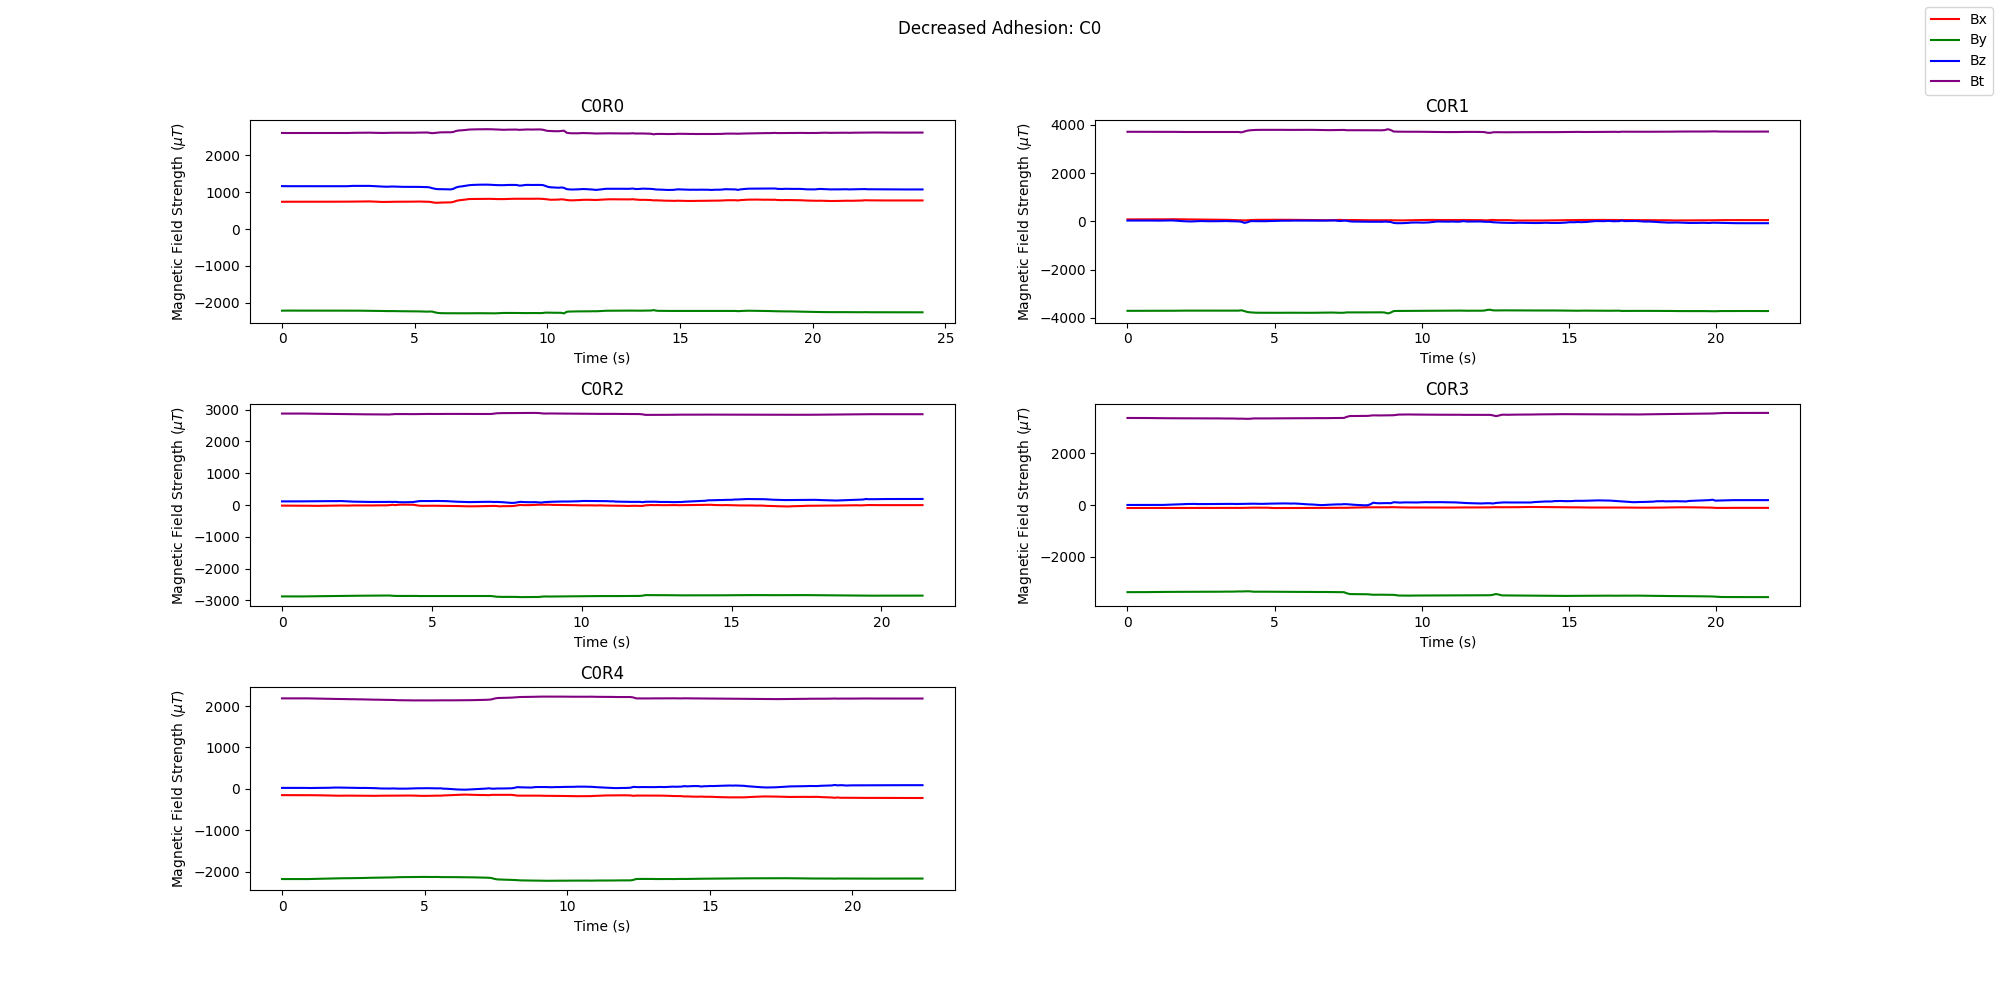 Decreased Adhesion: C0
Bx
By
Bz
Bt
C0R0
Magnetic Field Strength (μT)
2000
1000
0
−1000
−2000
0 5 10 15 20 25
Time (s)
C0R1
Magnetic Field Strength (μT)
4000
2000
0
−2000
−4000
0 5 10 15 20
Time (s)
C0R2
Magnetic Field Strength (μT)
3000
2000
1000
0
−1000
−2000
−3000
0 5 10 15 20
Time (s)
C0R3
Magnetic Field Strength (μT)
2000
0
−2000
0 5 10 15 20
Time (s)
C0R4
Magnetic Field Strength (μT)
2000
1000
0
−1000
−2000
0 5 10 15 20
Time (s)